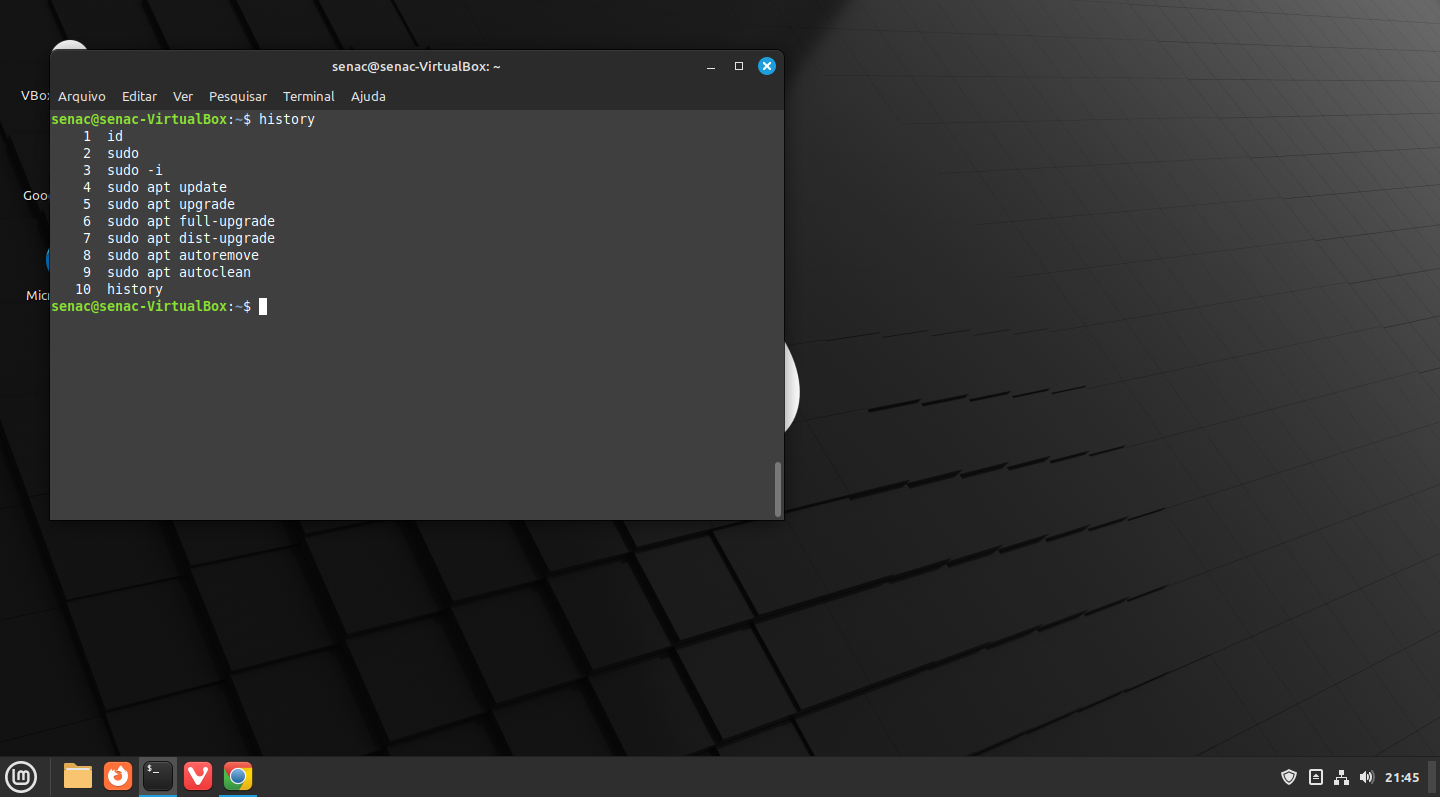 senac@senac-VirtualBox: ~
Arquivo Editar Ver Pesquisar Terminal Ajuda
senac@senac-VirtualBox:~$ history
1 id
2 sudo
3 sudo -i
4 sudo apt update
5 sudo apt upgrade
6 sudo apt full-upgrade
7 sudo apt dist-upgrade
8 sudo apt autoremove
9 sudo apt autoclean
10 history
senac@senac-VirtualBox:~$
VBox
Goo
Mic
$_
lm
21:45